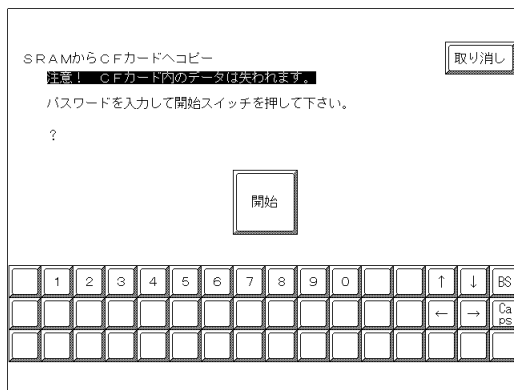 SRAMからCFカードへコピー
取り消し
注意! CFカード内のデータは失われます。
パスワードを入力して開始スイッチを押して下さい。
?
開始
1 2 3 4 5 6 7 8 9 0 ↑ ↓ BS
← → Caps